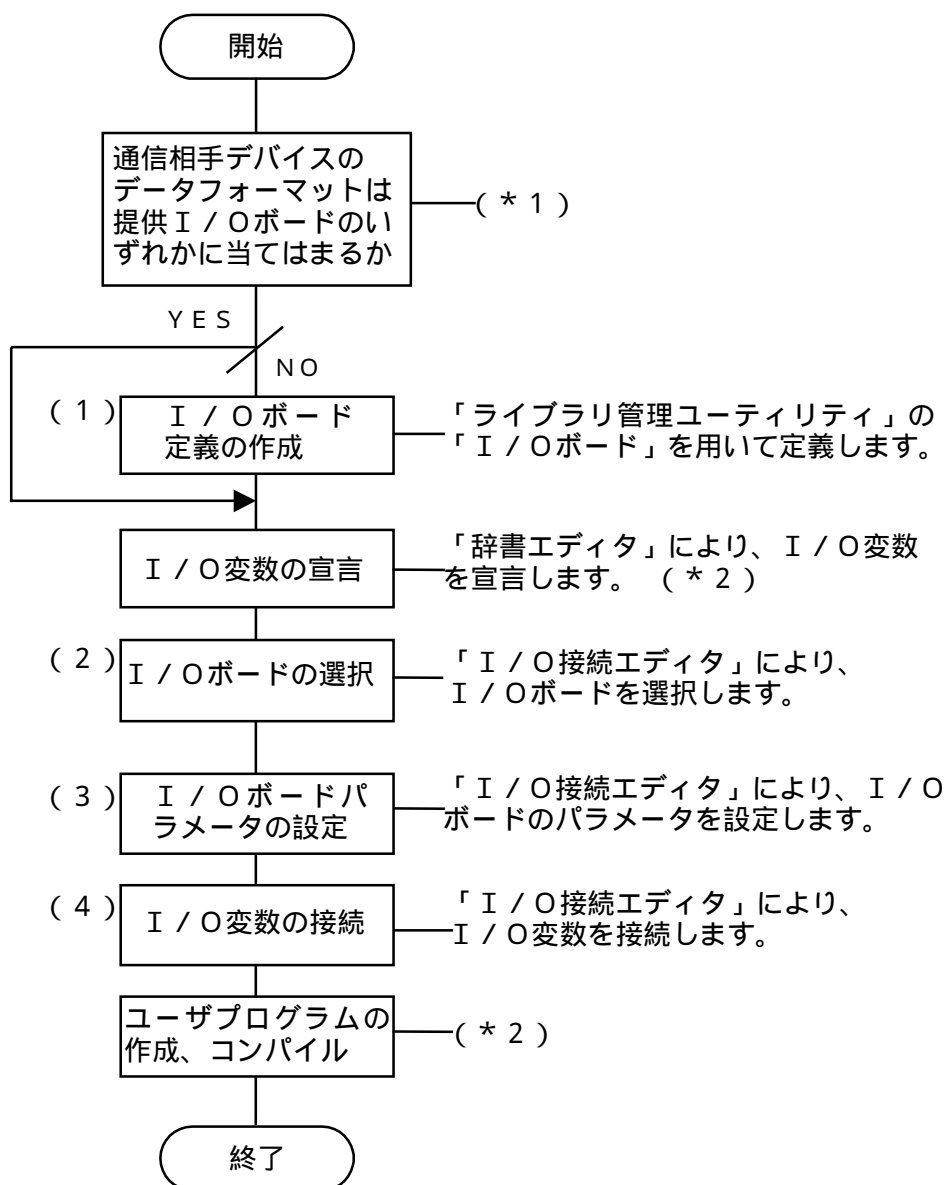 開始
通信相手デバイスの
データフォーマットは
提供Ｉ／Ｏボードのい
ずれかに当てはまるか
（＊１）
ＹＥＳ
ＮＯ
（１）
Ｉ／Ｏボード
定義の作成
「ライブラリ管理ユーティリティ」の
「Ｉ／Ｏボード」を用いて定義します。
Ｉ／Ｏ変数の宣言
「辞書エディタ」により、Ｉ／Ｏ変数
を宣言します。　（＊２）
（２）
Ｉ／Ｏボードの選択
「Ｉ／Ｏ接続エディタ」により、
Ｉ／Ｏボードを選択します。
（３）
Ｉ／Ｏボードパ
ラメータの設定
「Ｉ／Ｏ接続エディタ」により、Ｉ／Ｏ
ボードのパラメータを設定します。
（４）
Ｉ／Ｏ変数の接続
「Ｉ／Ｏ接続エディタ」により、
Ｉ／Ｏ変数を接続します。
ユーザプログラムの
作成、コンパイル
（＊２）
終了